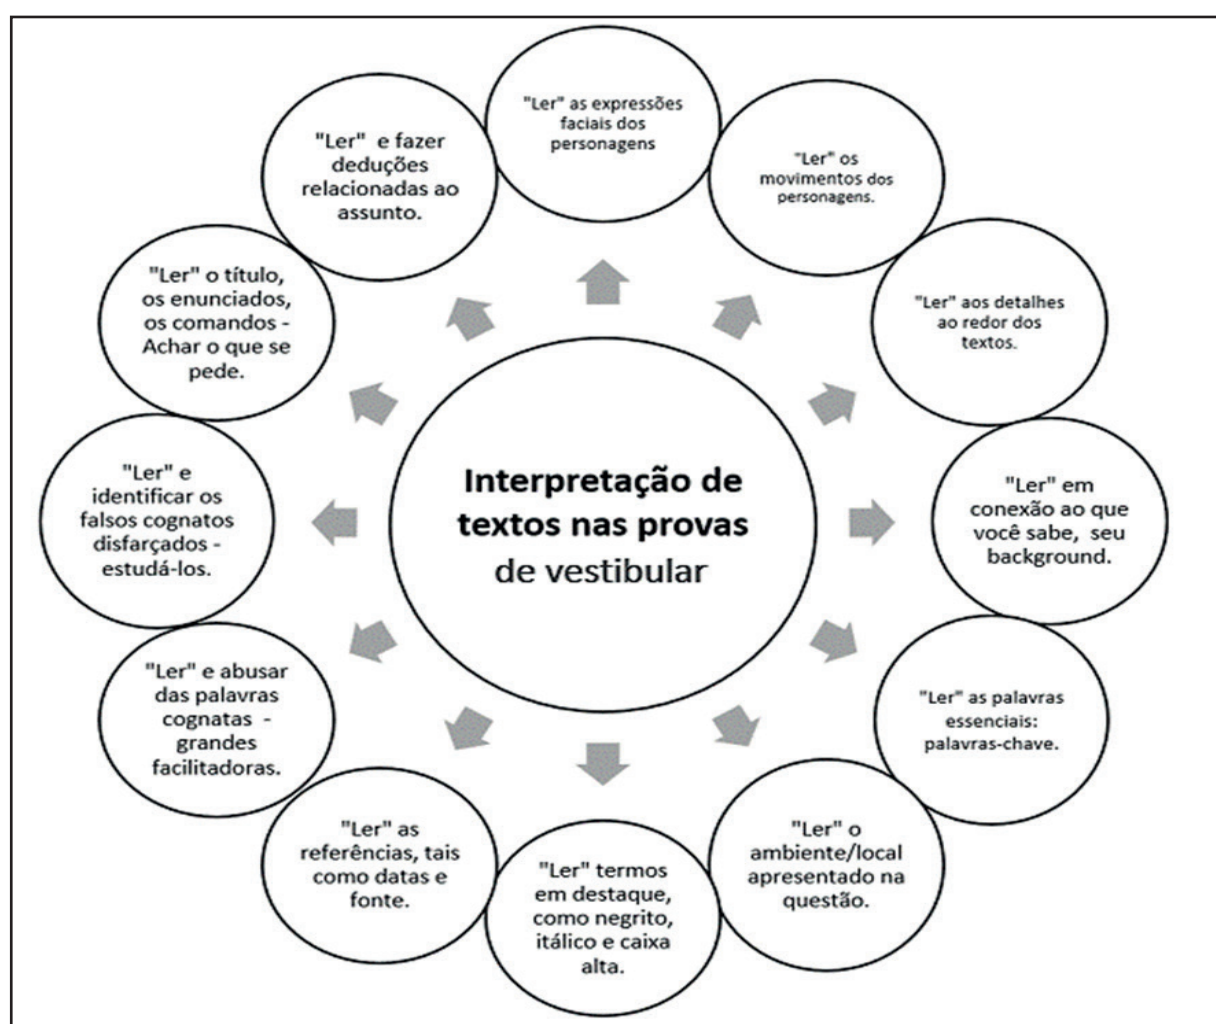 "Ler" as expressões
faciais dos
personagens
"Ler" os
movimentos dos
personagens.
"Ler" aos detalhes
ao redor dos
textos.
"Ler" em
conexão ao que
você sabe, seu
background.
"Ler" as palavras
essenciais:
palavras-chave.
"Ler" o
ambiente/local
apresentado na
questão.
"Ler" termos
em destaque,
como negrito,
itálico e caixa
alta.
"Ler" as
referências, tais
como datas e
fonte.
"Ler" e abusar
das palavras
cognatas -
grandes
facilitadoras.
"Ler" e
identificar os
falsos cognatos
disfarçados -
estudá-los.
"Ler" o título,
os enunciados,
os comandos -
Achar o que se
pede.
"Ler" e fazer
deduções
relacionadas ao
assunto.
Interpretação de
textos nas provas
de vestibular